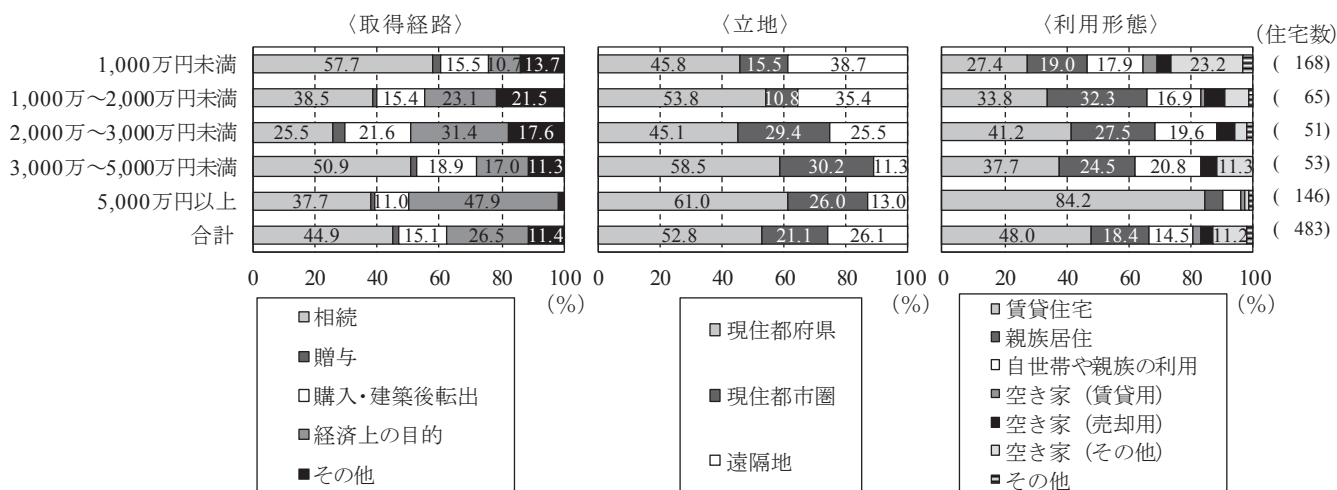 〈取得経路〉 〈立地〉 〈利用形態〉 (住宅数)
1,000万円未満 57.7 15.5 10.7 13.7 45.8 15.5 38.7 27.4 19.0 17.9 23.2 ( 168)
1,000万～2,000万円未満 38.5 15.4 23.1 21.5 53.8 10.8 35.4 33.8 32.3 16.9 ( 65)
2,000万～3,000万円未満 25.5 21.6 31.4 17.6 45.1 29.4 25.5 41.2 27.5 19.6 ( 51)
3,000万～5,000万円未満 50.9 18.9 17.0 11.3 58.5 30.2 11.3 37.7 24.5 20.8 11.3 ( 53)
5,000万円以上 37.7 11.0 47.9 61.0 26.0 13.0 84.2 ( 146)
合計 44.9 15.1 26.5 11.4 52.8 21.1 26.1 48.0 18.4 14.5 11.2 ( 483)
0 20 40 60 80 100 0 20 40 60 80 100 0 20 40 60 80 100
(%) (%) (%)
相続
贈与
購入・建築後転出
経済上の目的
その他
現住都府県
現住都市圏
遠隔地
賃貸住宅
親族居住
自世帯や親族の利用
空き家（賃貸用）
空き家（売却用）
空き家（その他）
その他